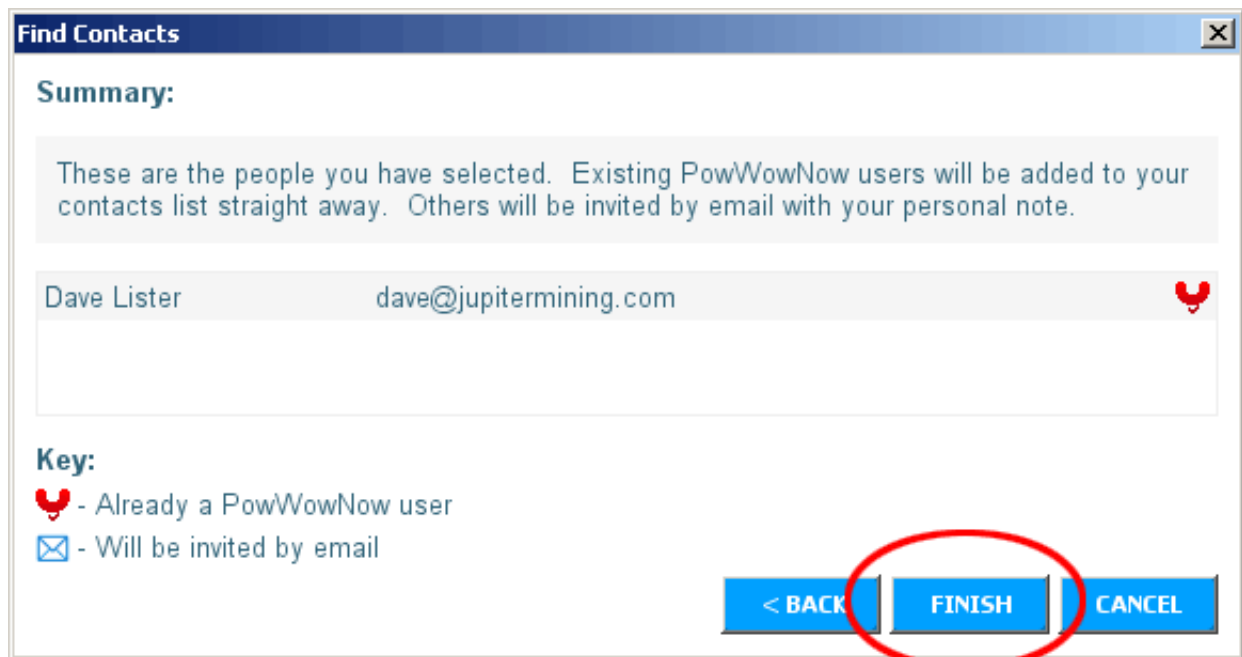 Find Contacts
Summary:
These are the people you have selected.  Existing PowWowNow users will be added to your
contacts list straight away.  Others will be invited by email with your personal note.
Dave Lister dave@jupitermining.com
Key:
- Already a PowWowNow user
- Will be invited by email
< BACK FINISH CANCEL